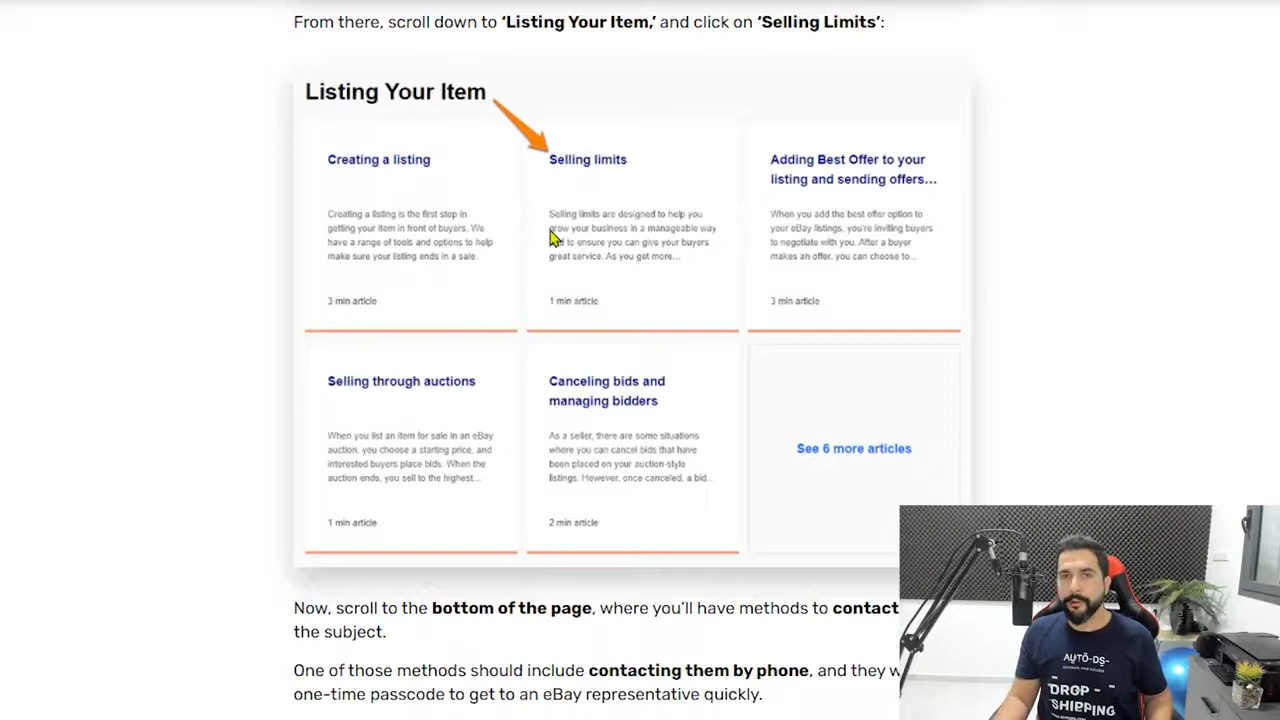 From there, scroll down to ‘Listing Your Item,’ and click on ‘Selling Limits’:
Listing Your Item
Creating a listing
Creating a listing is the first step in
getting your item in front of buyers. We
have a range of tools and options to help
make sure your listing ends in a sale.
3 min article
Selling limits
Selling limits are designed to help you
grow your business in a manageable way
to ensure you can give your buyers
great service. As you get more...
1 min article
Adding Best Offer to your
listing and sending offers...
When you add the best offer option to
your eBay listings, you're inviting buyers
to negotiate with you. After a buyer
makes an offer, you can choose to...
3 min article
Selling through auctions
When you list an item for sale in an eBay
auction, you choose a starting price, and
interested buyers place bids. When the
auction ends, you sell to the highest...
1 min article
Canceling bids and
managing bidders
As a seller, there are some situations
where you can cancel bids that have
been placed on your auction-style
listings. However, once canceled, a bid...
2 min article
See 6 more articles
Now, scroll to the bottom of the page, where you’ll have methods to contact
the subject.
One of those methods should include contacting them by phone, and they w
one-time passcode to get to an eBay representative quickly.
AUTO-DS-
DROP-
SHIPPING